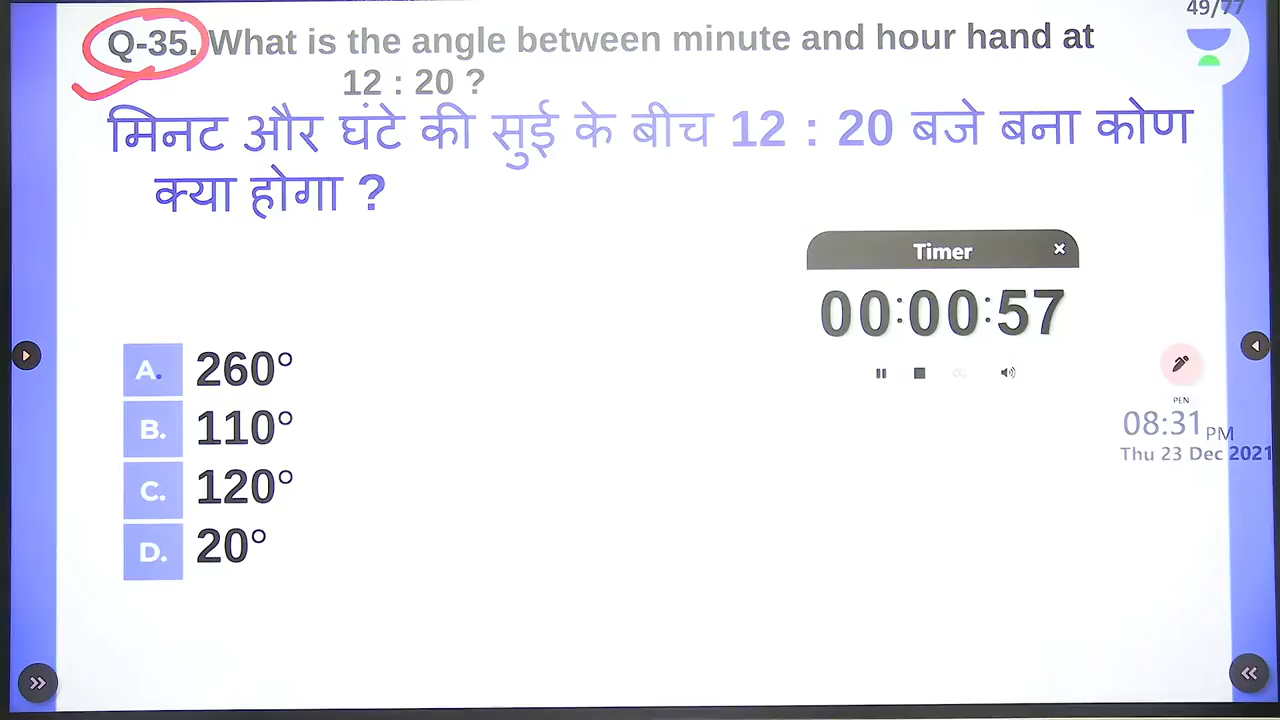 49/77
Q-35. What is the angle between minute and hour hand at
12 : 20 ?
मिनट और घंटे की सुई के बीच 12 : 20 बजे बना कोण
क्या होगा ?
Timer ×
00:00:57
A. 260°
B. 110°
C. 120°
D. 20°
PEN
08:31 PM
Thu 23 Dec 2021